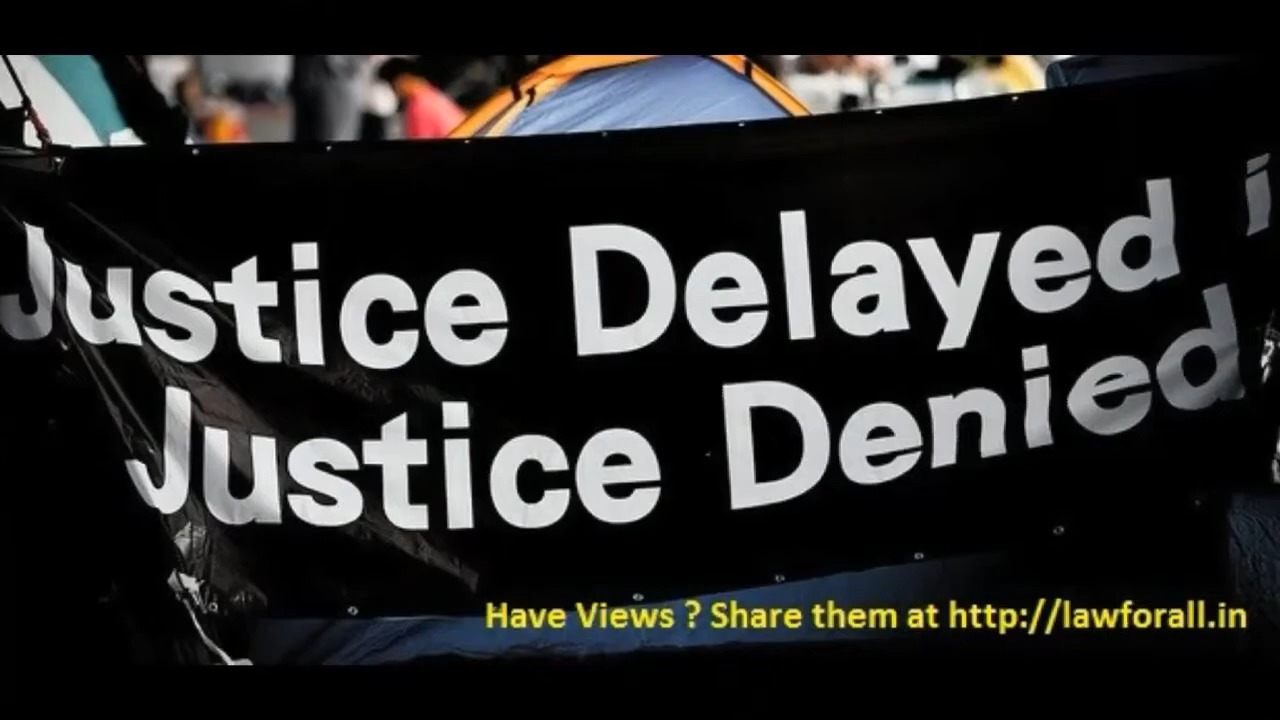 Justice Delayed i
Justice Denied
Have Views ? Share them at http://lawforall.in